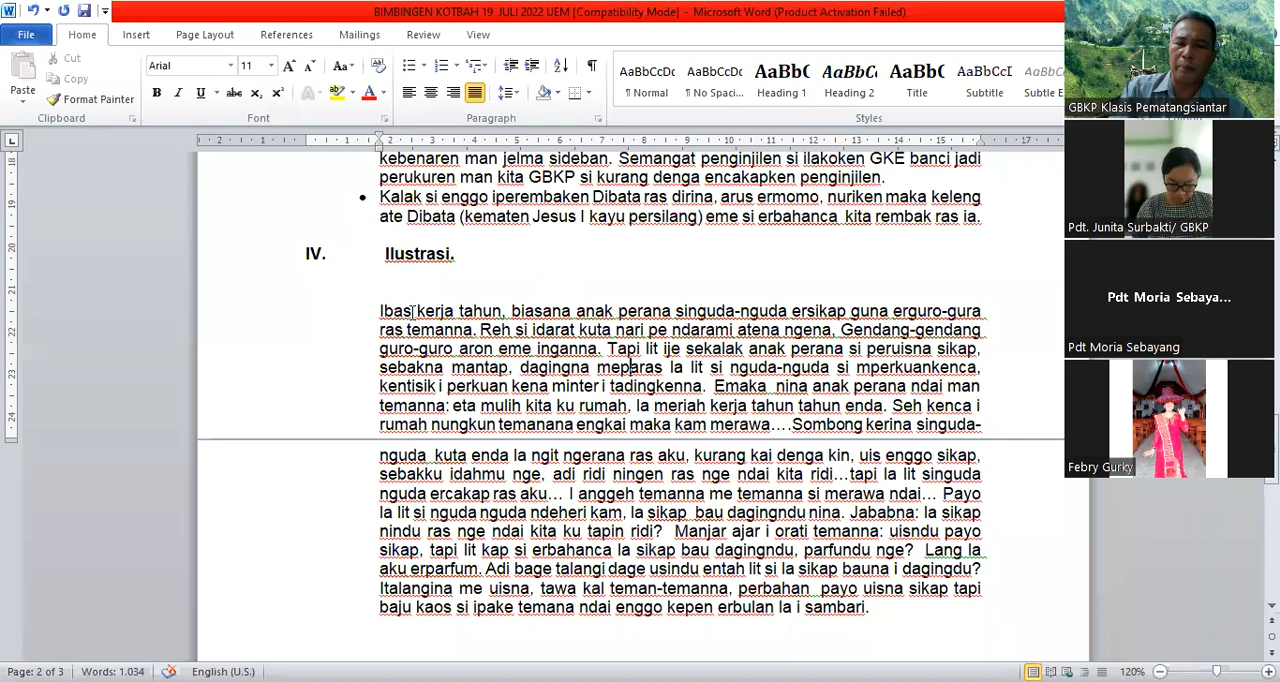 BIMBINGEN KOTBAH 19 JULI 2022 UEM [Compatibility Mode] - Microsoft Word (Product Activation Failed)
File Home Insert Page Layout References Mailings Review View
Paste
Cut
Copy
Format Painter
Clipboard
Arial 11
Font
Paragraph
AaBbCcDc AaBbCcDc AaBbC AaBbCc AaBbC AaBbCcD
¶ Normal ¶ No Spaci... Heading 1 Heading 2 Title Subtitle Subtle E
Styles
kebenaren man jelma sideban. Semangat penginjilen si ilakoken GKE banci jadi
perukuren man kita GBKP si kurang denga encakapken penginjilen.
• Kalak si enggo iperembaken Dibata ras dirina, arus ermomo, nuriken maka keleng
ate Dibata (kematen Jesus I kayu persilang) eme si erbahanca kita rembak ras ia.
IV. Ilustrasi.
Ibas kerja tahun, biasana anak perana singuda-nguda ersikap guna erguro-gura
ras temanna. Reh si idarat kuta nari pe ndarami atena ngena, Gendang-gendang
guro-guro aron eme inganna. Tapi lit ije sekalak anak perana si peruisna sikap,
sebakna mantap, dagingna meparas la lit si nguda-nguda si mperkuankenca,
kentisik i perkuan kena minter i tadingkenna. Emaka nina anak perana ndai man
temanna: eta mulih kita ku rumah, la meriah kerja tahun tahun enda. Seh kenca i
rumah nungkun temanana engkai maka kam merawa….Sombong kerina singuda-
nguda kuta enda la ngit ngerana ras aku, kurang kai denga kin, uis enggo sikap,
sebakku idahmu nge, adi ridi ningen ras nge ndai kita ridi…tapi la lit singuda
nguda ercakap ras aku… I anggeh temanna me temanna si merawa ndai… Payo
la lit si nguda nguda ndeheri kam, la sikap bau dagingndu nina. Jababna: la sikap
nindu ras nge ndai kita ku tapin ridi? Manjar ajar i orati temanna: uisndu payo
sikap, tapi lit kap si erbahanca la sikap bau dagingndu, parfundu nge? Lang la
aku erparfum. Adi bage talangi dage usindu entah lit si la sikap bauna i dagingdu?
Italangina me uisna, tawa kal teman-temanna, perbahan payo uisna sikap tapi
baju kaos si ipake temana ndai enggo kepen erbulan la i sambari.
Page: 2 of 3 Words: 1.034 English (U.S.) 120%
GBKP Klasis Pematangsiantar
Pdt. Junita Surbakti/ GBKP
Pdt Moria Sebaya...
Pdt Moria Sebayang
Febry Gurky